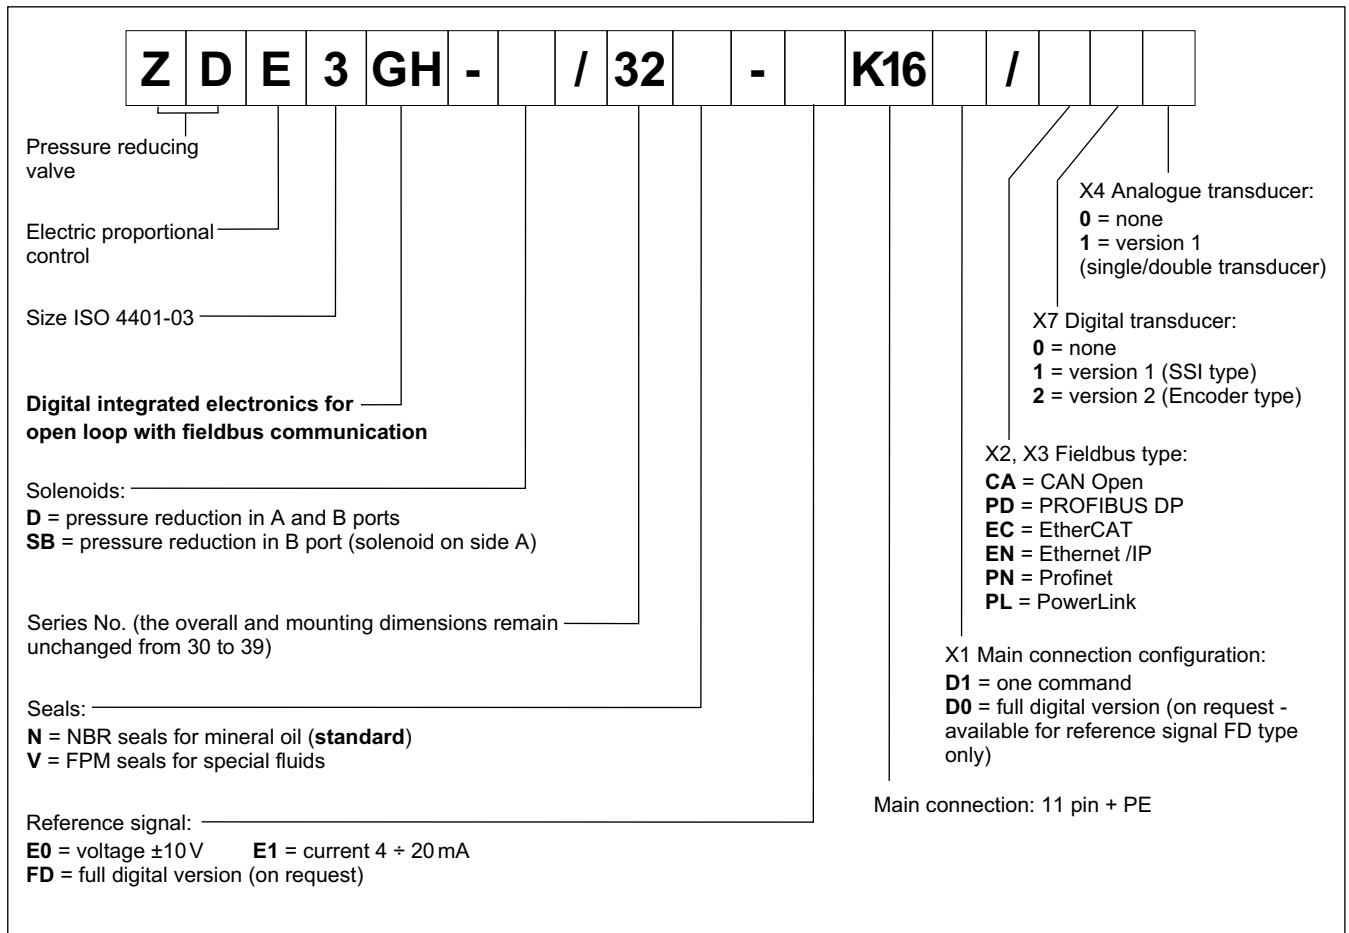 Z D E 3 GH - / 32 - K16 /
Pressure reducing
valve
Electric proportional
control
Size ISO 4401-03
Digital integrated electronics for
open loop with fieldbus communication
Solenoids:
D = pressure reduction in A and B ports
SB = pressure reduction in B port (solenoid on side A)
Series No. (the overall and mounting dimensions remain
unchanged from 30 to 39)
Seals:
N = NBR seals for mineral oil (standard)
V = FPM seals for special fluids
Reference signal:
E0 = voltage ±10 V E1 = current 4 ÷ 20 mA
FD = full digital version (on request)
X4 Analogue transducer:
0 = none
1 = version 1
(single/double transducer)
X7 Digital transducer:
0 = none
1 = version 1 (SSI type)
2 = version 2 (Encoder type)
X2, X3 Fieldbus type:
CA = CAN Open
PD = PROFIBUS DP
EC = EtherCAT
EN = Ethernet /IP
PN = Profinet
PL = PowerLink
X1 Main connection configuration:
D1 = one command
D0 = full digital version (on request -
available for reference signal FD type
only)
Main connection: 11 pin + PE